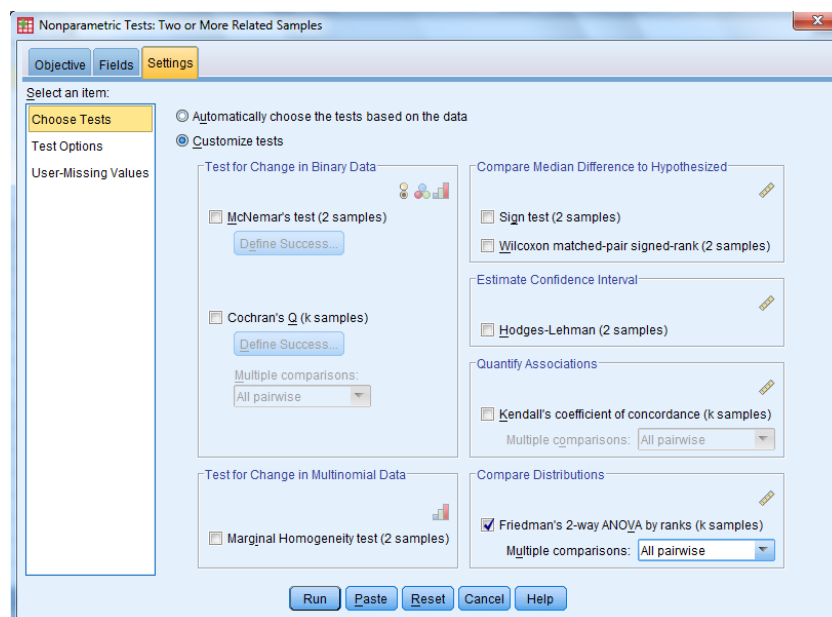 Nonparametric Tests: Two or More Related Samples
x
Objective Fields Settings
Select an item:
Choose Tests
Test Options
User-Missing Values
Automatically choose the tests based on the data
Customize tests
Test for Change in Binary Data
McNemar's test (2 samples)
Define Success...
Cochran's Q (k samples)
Define Success...
Multiple comparisons:
All pairwise
Test for Change in Multinomial Data
Marginal Homogeneity test (2 samples)
Compare Median Difference to Hypothesized
Sign test (2 samples)
Wilcoxon matched-pair signed-rank (2 samples)
Estimate Confidence Interval
Hodges-Lehman (2 samples)
Quantify Associations
Kendall's coefficient of concordance (k samples)
Multiple comparisons: All pairwise
Compare Distributions
Friedman's 2-way ANOVA by ranks (k samples)
Multiple comparisons: All pairwise
Run Paste Reset Cancel Help